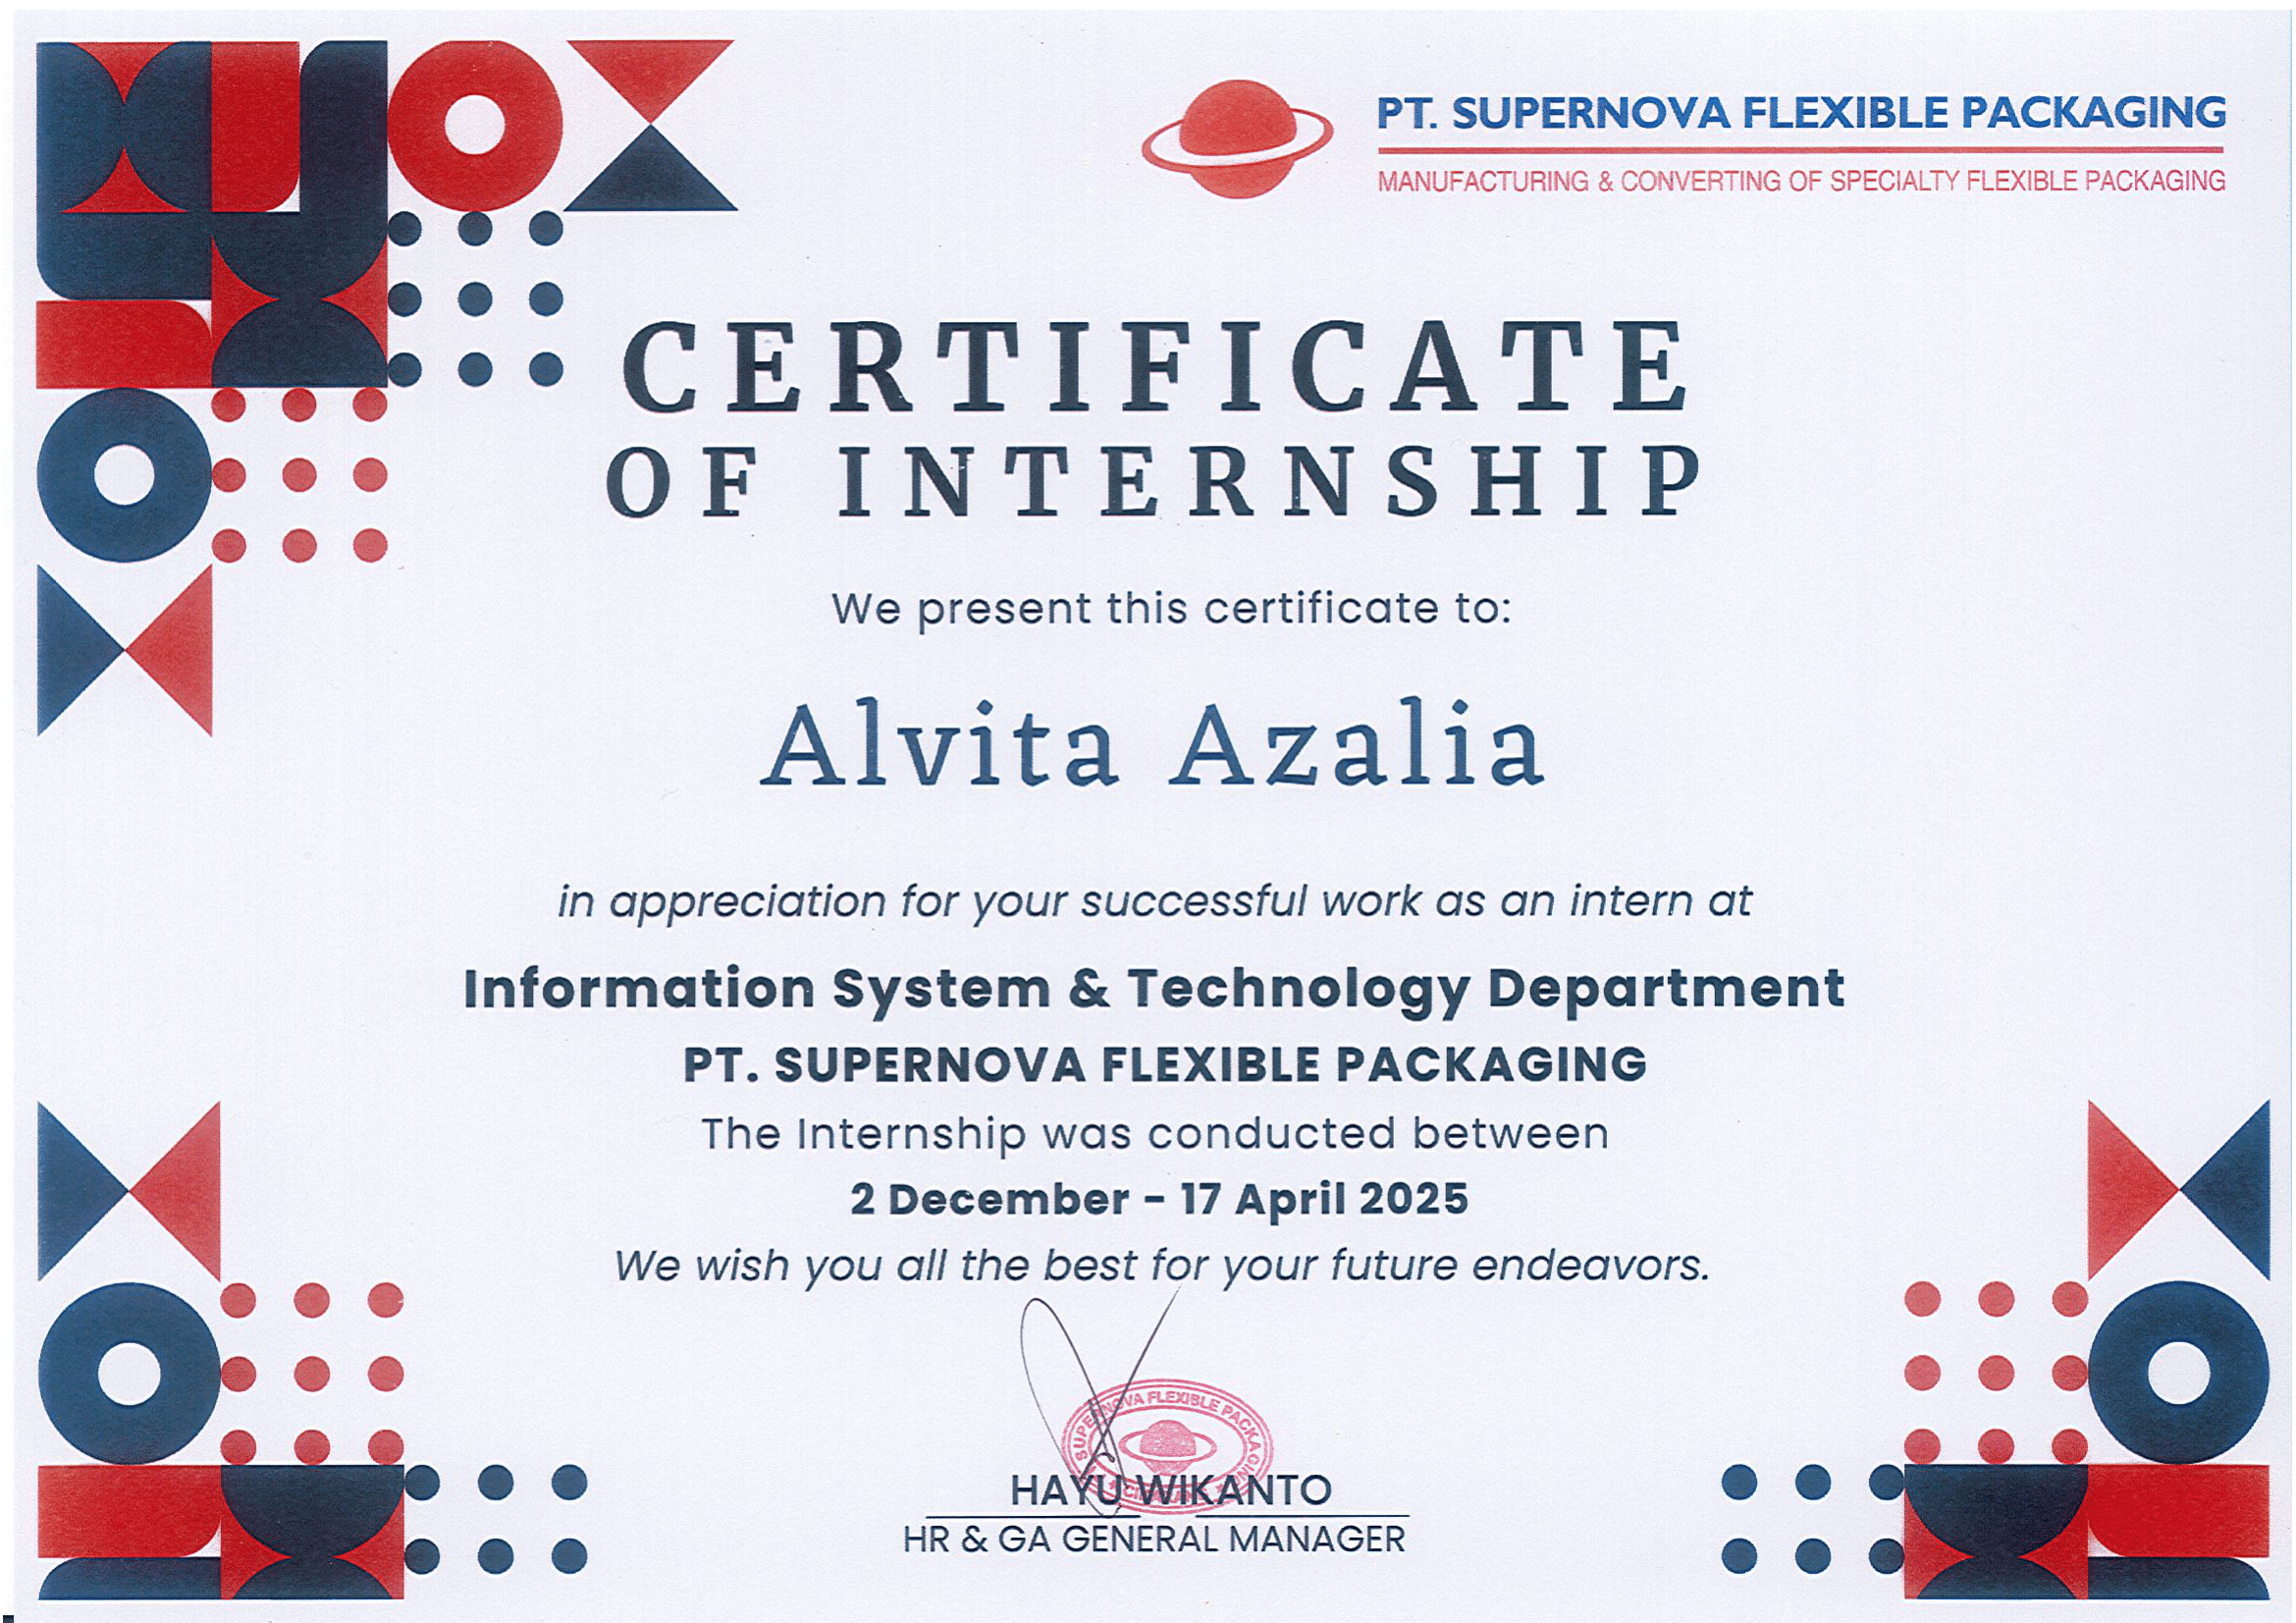 PT. SUPERNOVA FLEXIBLE PACKAGING
MANUFACTURING & CONVERTING OF SPECIALTY FLEXIBLE PACKAGING
CERTIFICATE
OF INTERNSHIP
We present this certificate to:
Alvita Azalia
in appreciation for your successful work as an intern at
Information System & Technology Department
PT. SUPERNOVA FLEXIBLE PACKAGING
The Internship was conducted between
2 December - 17 April 2025
We wish you all the best for your future endeavors.
SUPERNOVA FLEXIBLE PACKAGING
HAYU WIKANTO
HR & GA GENERAL MANAGER